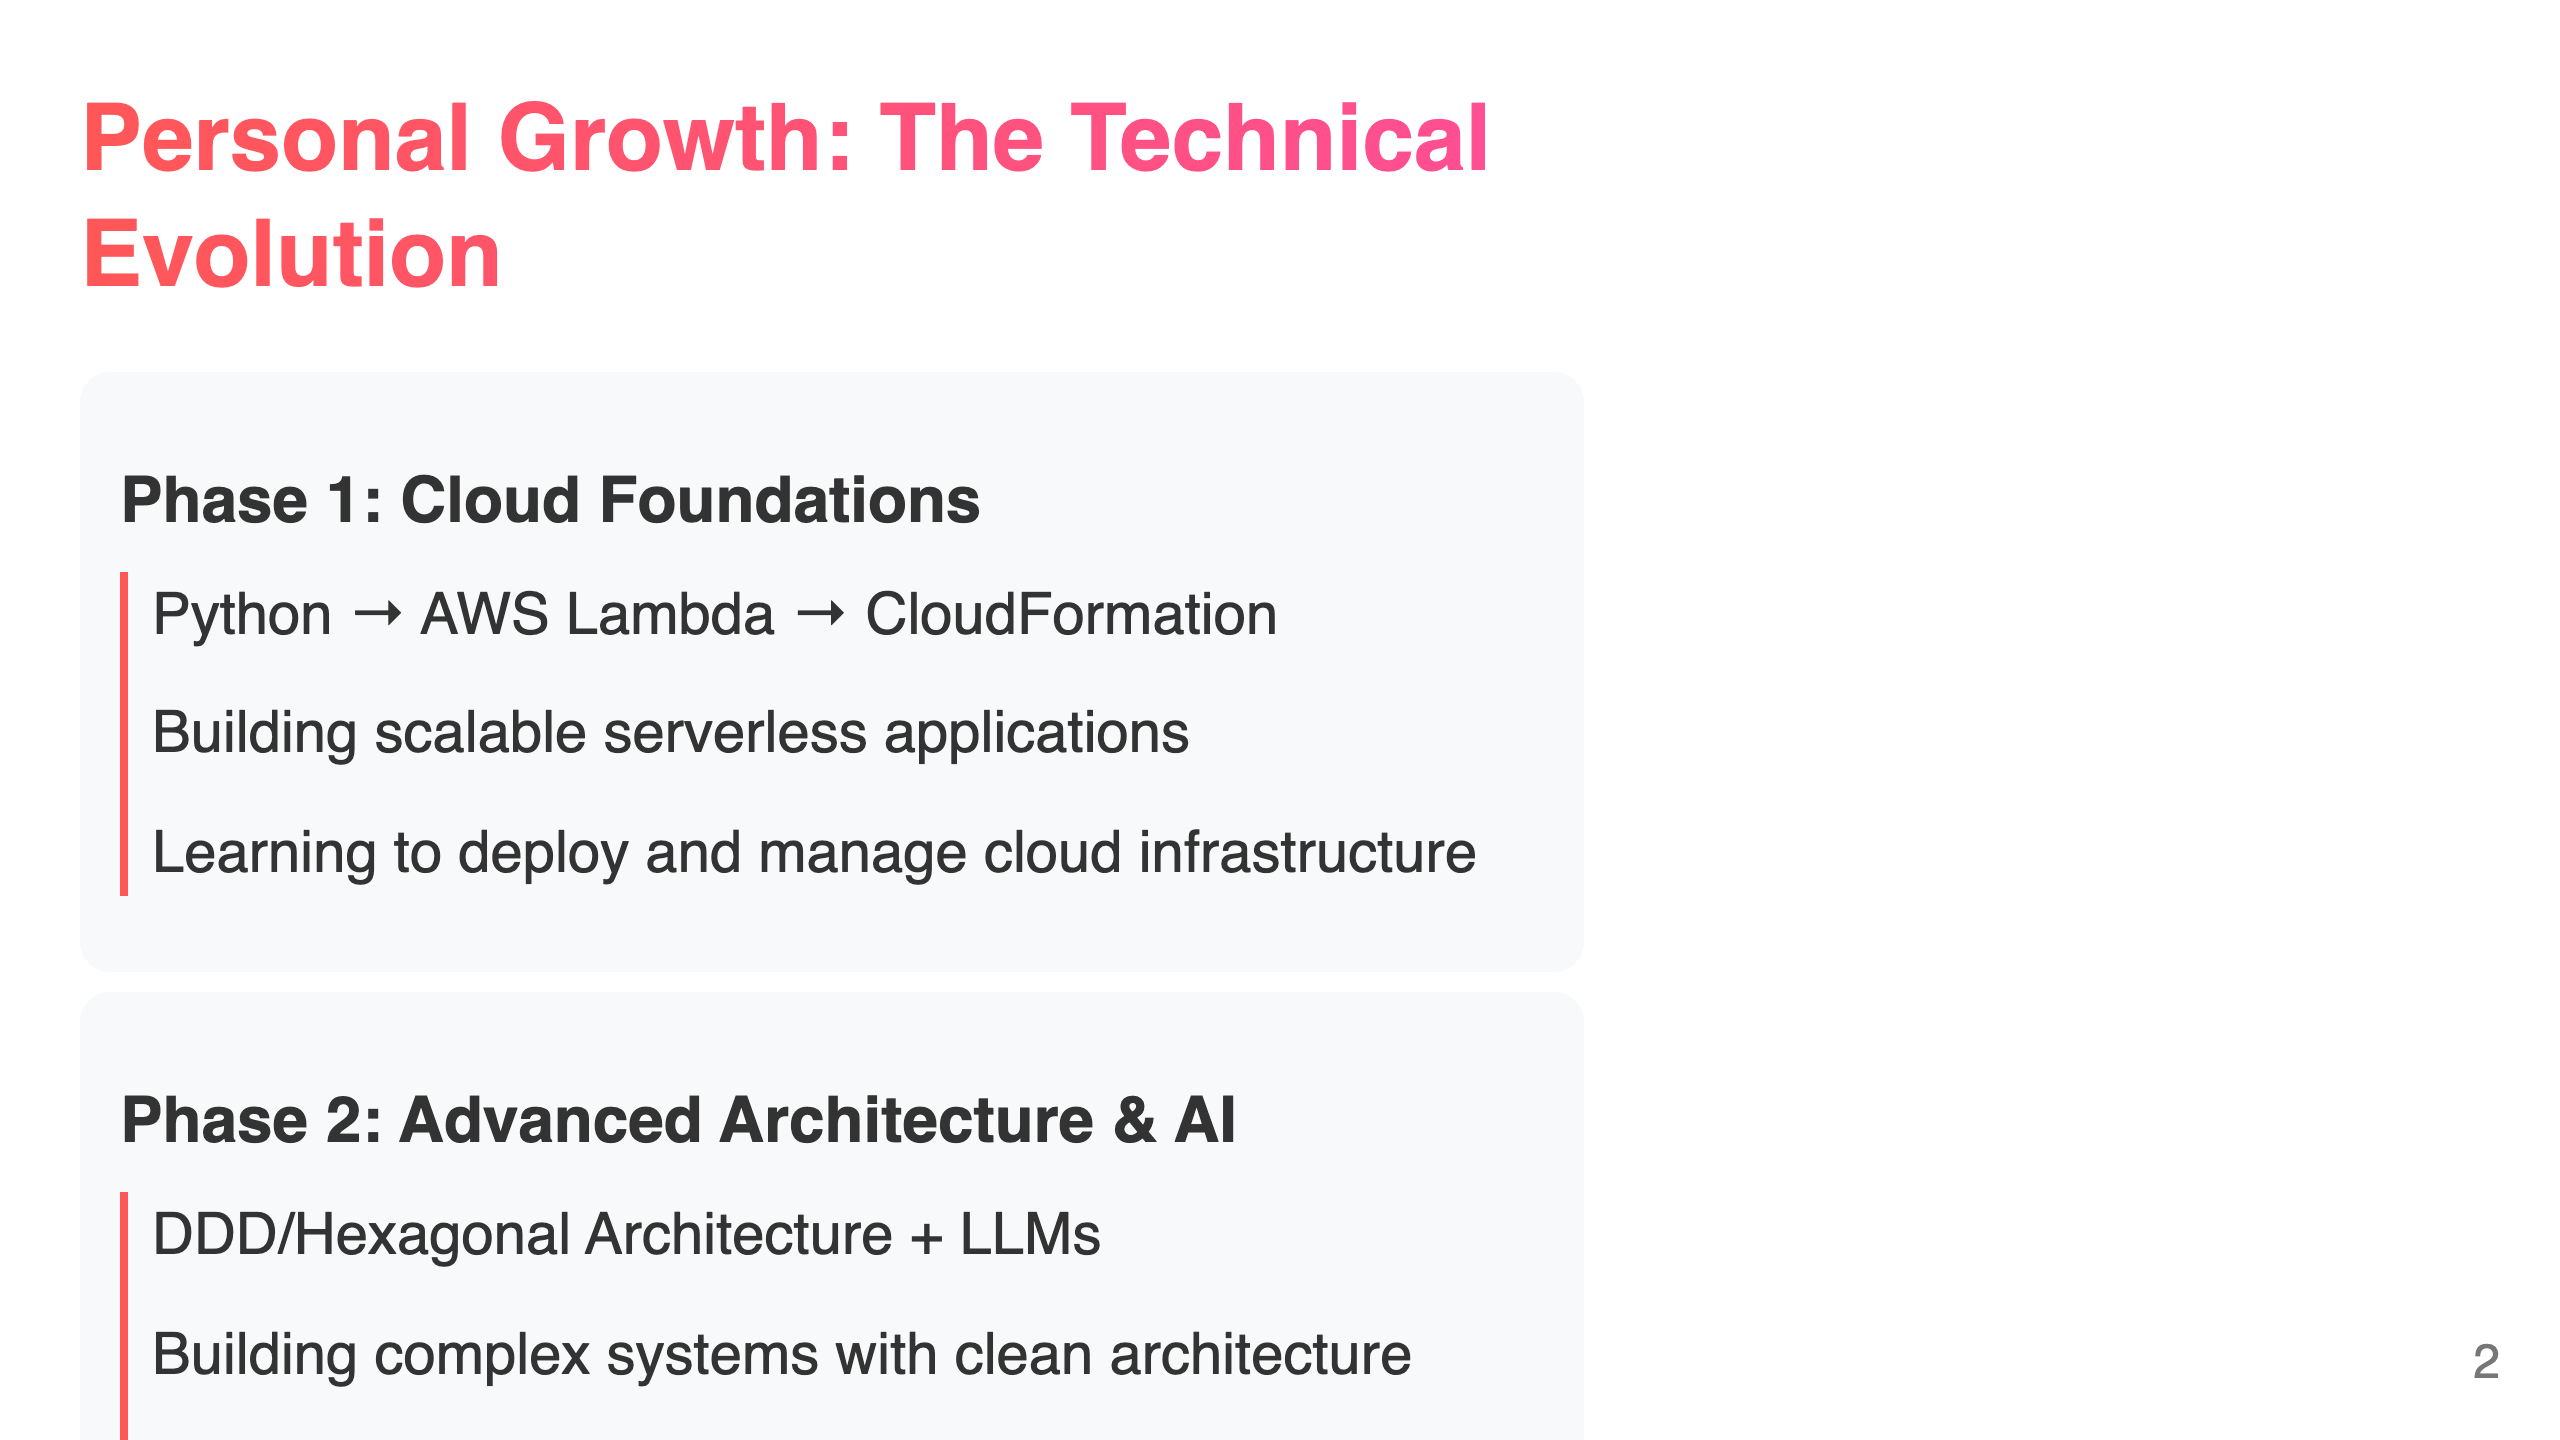 Personal Growth: The Technical
Evolution
Phase 1: Cloud Foundations
Python → AWS Lambda → CloudFormation
Building scalable serverless applications
Learning to deploy and manage cloud infrastructure
Phase 2: Advanced Architecture & AI
DDD/Hexagonal Architecture + LLMs
Building complex systems with clean architecture
2